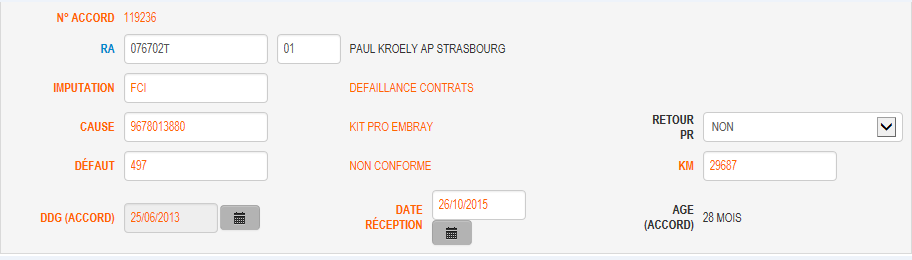 N° ACCORD 119236
RA 076702T 01 PAUL KROELY AP STRASBOURG
IMPUTATION FCI DEFAILLANCE CONTRATS
CAUSE 9678013880 KIT PRO EMBRAY RETOUR PR NON
DÉFAUT 497 NON CONFORME KM 29687
DDG (ACCORD) 25/06/2013 DATE RÉCEPTION 26/10/2015 AGE (ACCORD) 28 MOIS